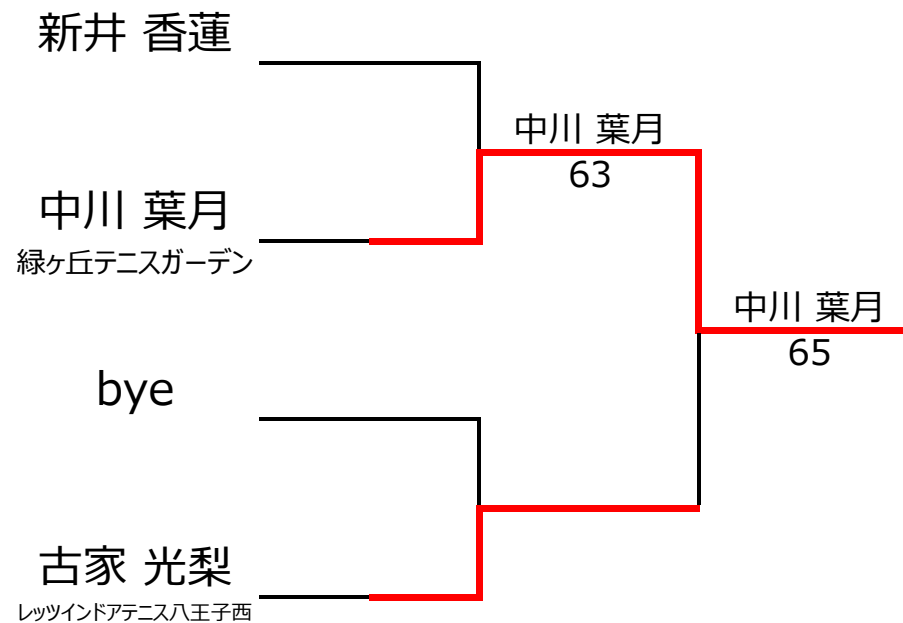 新井 香蓮
中川 葉月
63
中川 葉月
緑ヶ丘テニスガーデン
中川 葉月
65
bye
古家 光梨
レッツインドアテニス八王子西